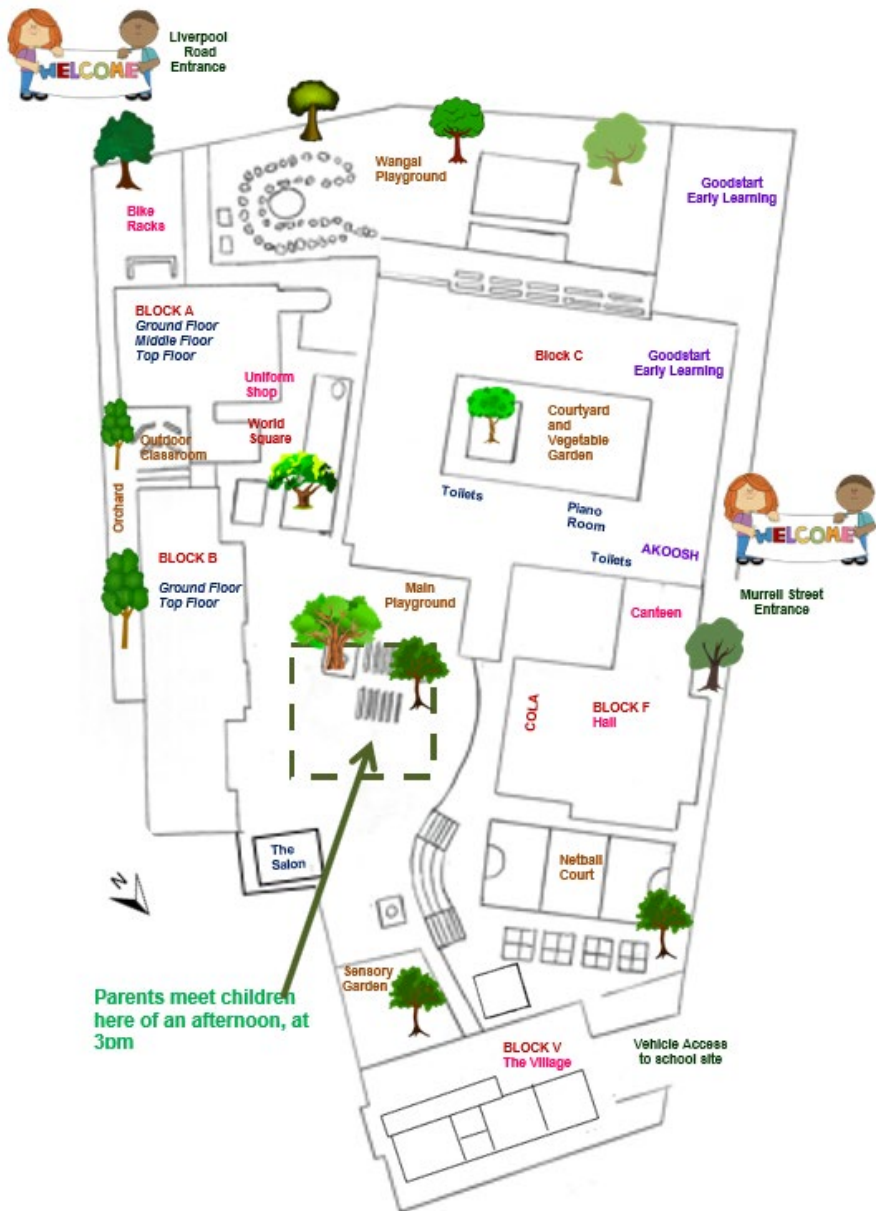 WELCOME
Liverpool
Road
Entrance
Wangal
Playground
Goodstart
Early Learning
Bike
Racks
BLOCK A
Ground Floor
Middle Floor
Top Floor
Block C
Goodstart
Early Learning
Uniform
Shop
World
Square
Courtyard
and
Vegetable
Garden
Outdoor
Classroom
Orchard
Toilets
Piano
Room
Toilets
AKOOSH
WELCOME
Murrell Street
Entrance
BLOCK B
Ground Floor
Top Floor
Main
Playground
Canteen
COLA
BLOCK F
Hall
The
Salon
Netball
Court
N
Sensory
Garden
Parents meet children
here of an afternoon, at
3pm
BLOCK V
The Village
Vehicle Access
to school site